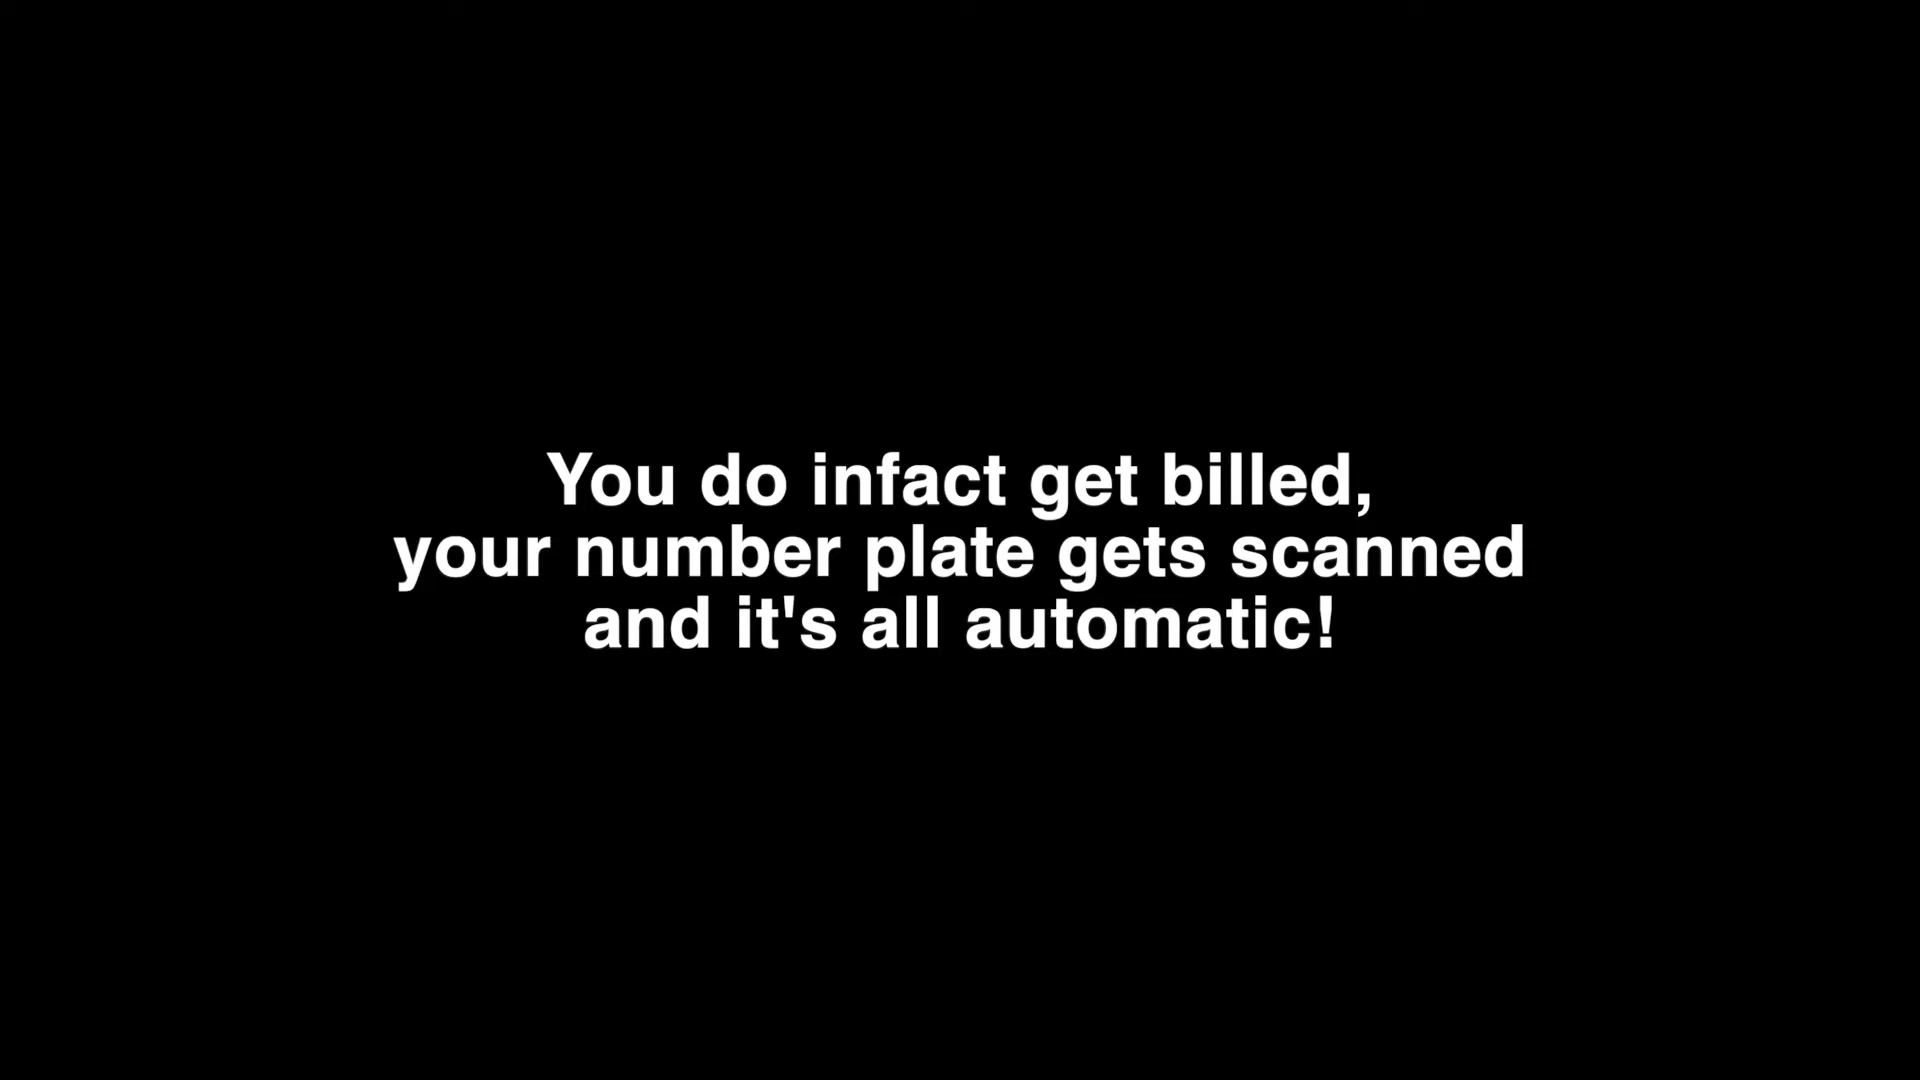 You do infact get billed,
your number plate gets scanned
and it's all automatic!